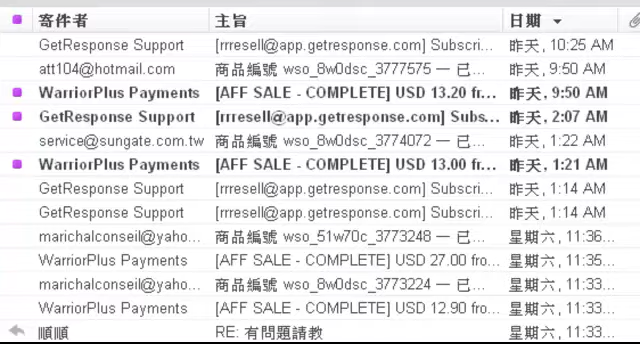 寄件者 主旨 日期
GetResponse Support [rrresell@app.getresponse.com] Subscri... 昨天, 10:25 AM
att104@hotmail.com 商品編號 wso_8w0dsc_3777575 — 已... 昨天, 9:50 AM
WarriorPlus Payments [AFF SALE - COMPLETE] USD 13.20 fr... 昨天, 9:50 AM
GetResponse Support [rrresell@app.getresponse.com] Subs... 昨天, 2:07 AM
service@sungate.com.tw 商品編號 wso_8w0dsc_3774072 — 已... 昨天, 1:22 AM
WarriorPlus Payments [AFF SALE - COMPLETE] USD 13.00 fr... 昨天, 1:21 AM
GetResponse Support [rrresell@app.getresponse.com] Subscri... 昨天, 1:14 AM
GetResponse Support [rrresell@app.getresponse.com] Subscri... 昨天, 1:14 AM
marichalconseil@yaho... 商品編號 wso_51w70c_3773248 — 已... 星期六, 11:36...
WarriorPlus Payments [AFF SALE - COMPLETE] USD 27.00 fro... 星期六, 11:35...
marichalconseil@yaho... 商品編號 wso_8w0dsc_3773224 — 已... 星期六, 11:33...
WarriorPlus Payments [AFF SALE - COMPLETE] USD 12.90 fro... 星期六, 11:33...
順順 RE: 有問題請教 星期六, 11:33...